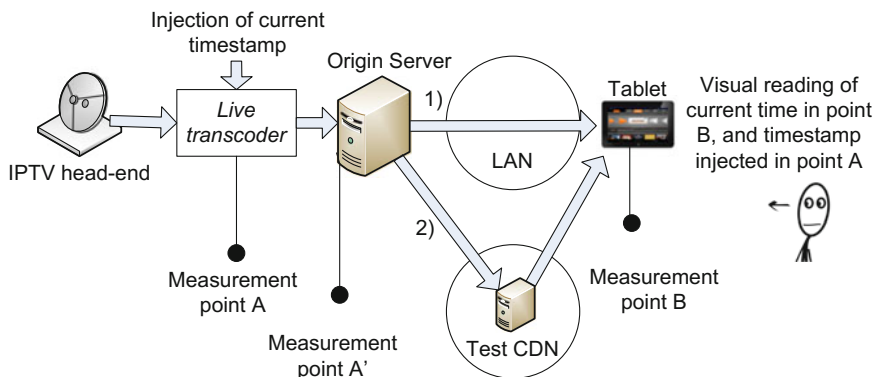 Injection of current
timestamp
Origin Server
Live
transcoder
IPTV head-end
1)
LAN
2)
Test CDN
Tablet
Visual reading of
current time in point
B, and timestamp
injected in point A
Measurement
point A
Measurement
point A'
Measurement
point B